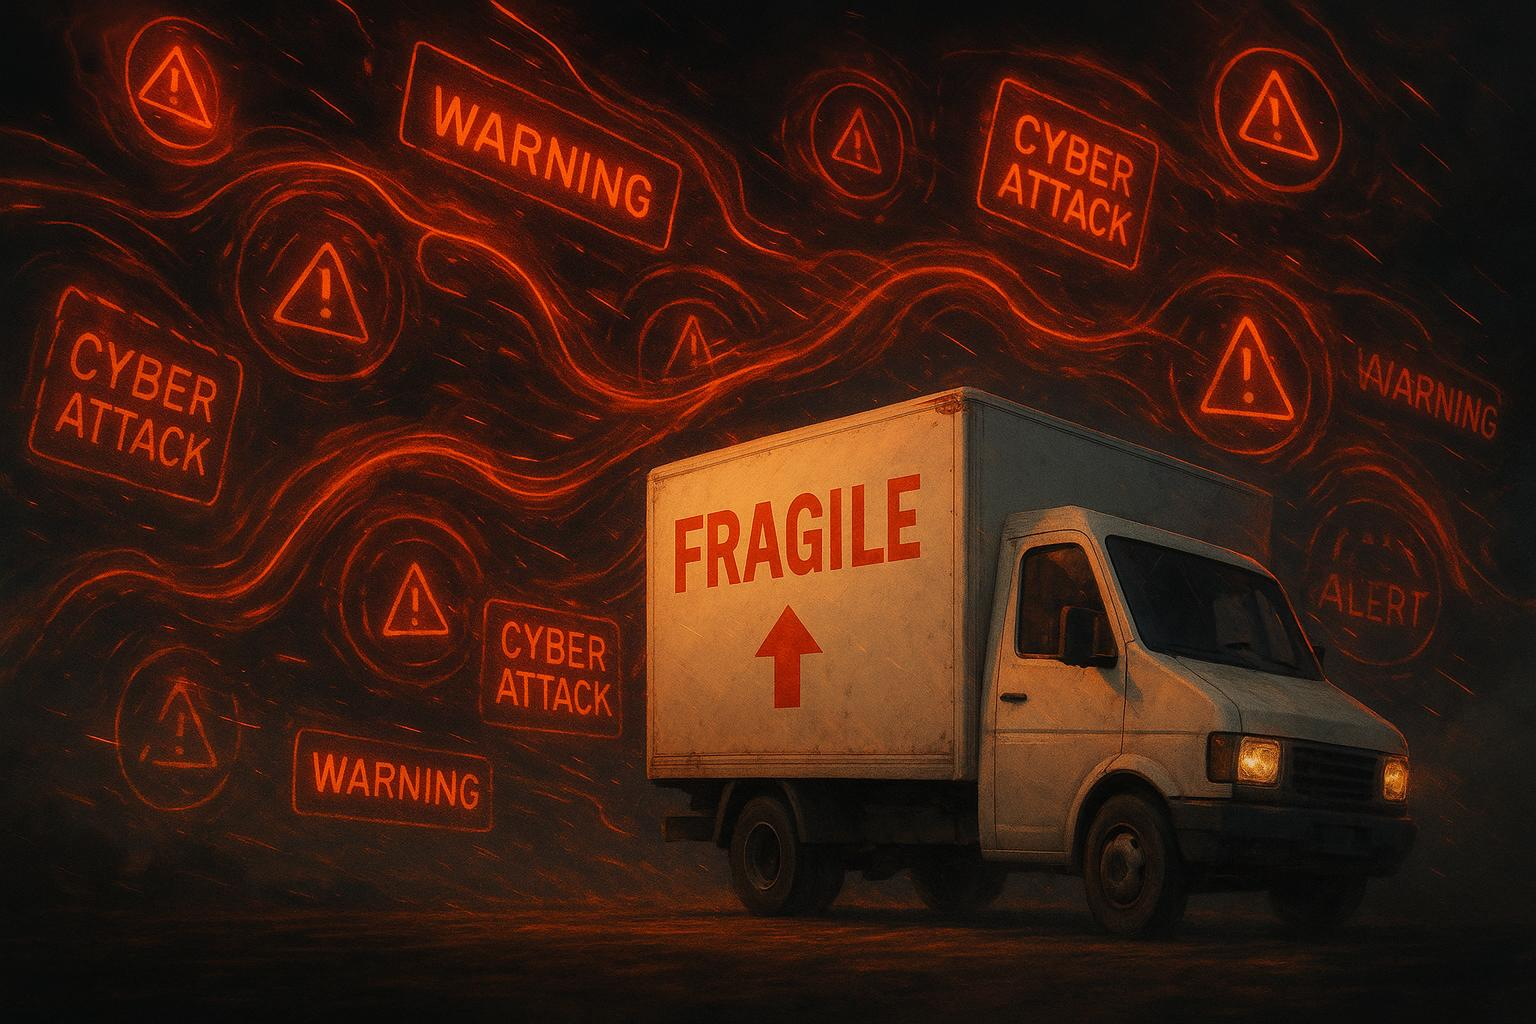 WARNING
CYBER
ATTACK
CYBER
ATTACK
WARNING
FRAGILE
ALERT
CYBER
ATTACK
WARNING